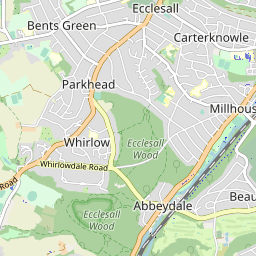 Ecclesall
Bents Green
Carterknowle
Parkhead
Millhous
Whirlow
Ecclesall
Wood
Whirlowdale Road
Road
Abbeydale
Beau
Ecclesall
Wood